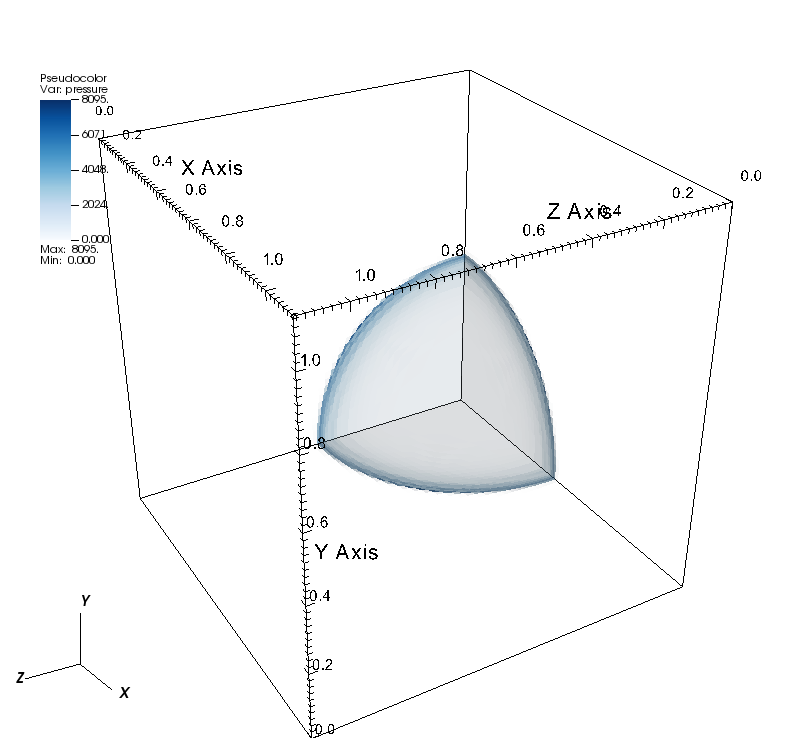 Pseudocolor
Var: pressure
8095.
6071.
4048.
2024.
0.000
Max: 8095.
Min: 0.000
0.0
0.2
0.4
X Axis
0.6
0.8
1.0
0.0
0.2
Z Axis
0.4
0.6
0.8
1.0
1.0
0.8
0.6
Y Axis
0.4
0.2
0.0
Y
Z
X